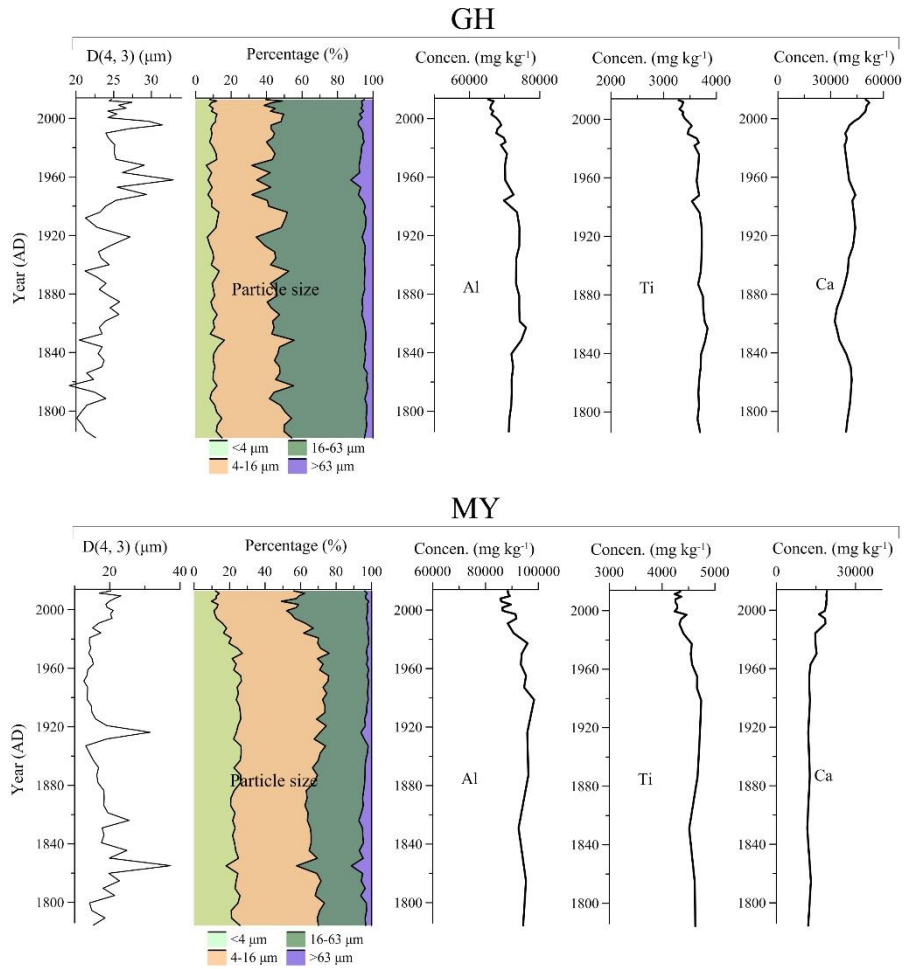 GH
D(4, 3) (μm) Percentage (%) Concen. (mg kg⁻¹) Concen. (mg kg⁻¹) Concen. (mg kg⁻¹)
20 25 30 0 20 40 60 80 100 60000 80000 2000 3000 4000 0 30000 60000
2000
1960
1920
1880
1840
1800
Year (AD)
Particle size Al Ti Ca
<4 μm 16-63 μm
4-16 μm >63 μm
MY
D(4, 3) (μm) Percentage (%) Concen. (mg kg⁻¹) Concen. (mg kg⁻¹) Concen. (mg kg⁻¹)
10 20 30 40 0 20 40 60 80 100 60000 80000 100000 3000 4000 5000 0 30000
2000
1960
1920
1880
1840
1800
Year (AD)
Particle size Al Ti Ca
<4 μm 16-63 μm
4-16 μm >63 μm